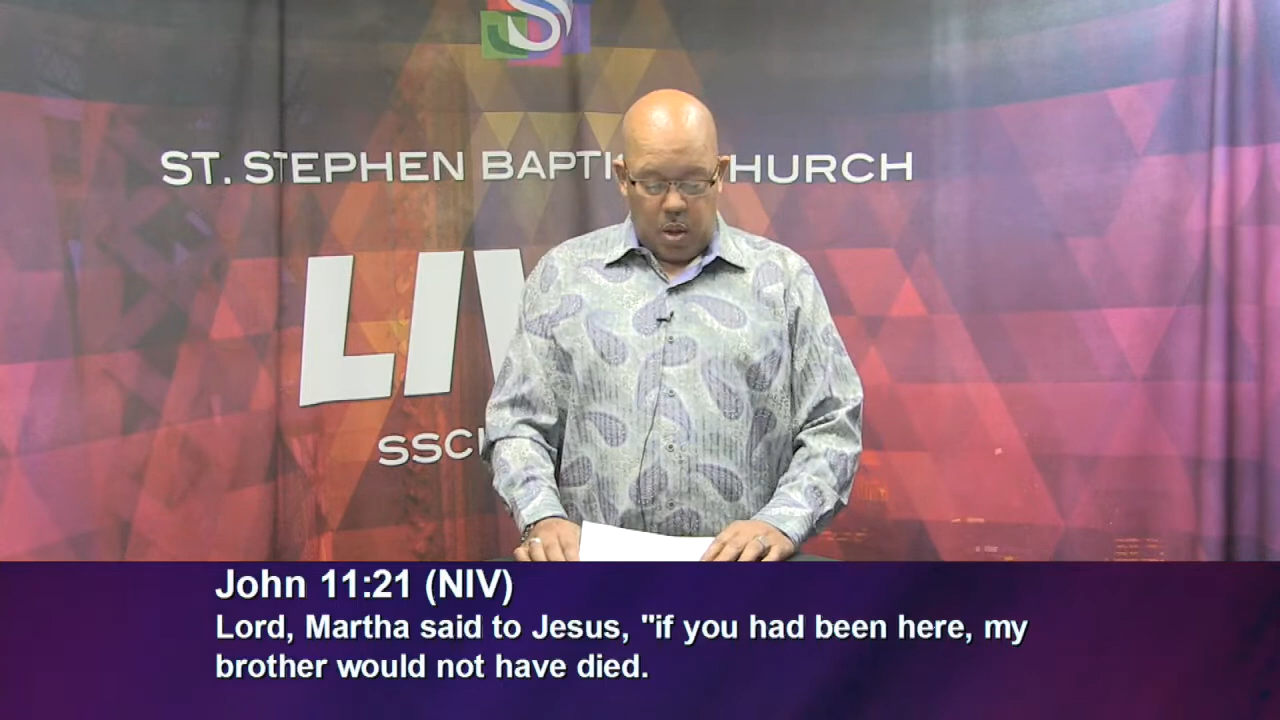 ST. STEPHEN BAPTI HURCH
LIV
SSC
John 11:21 (NIV)
Lord, Martha said to Jesus, "if you had been here, my
brother would not have died.